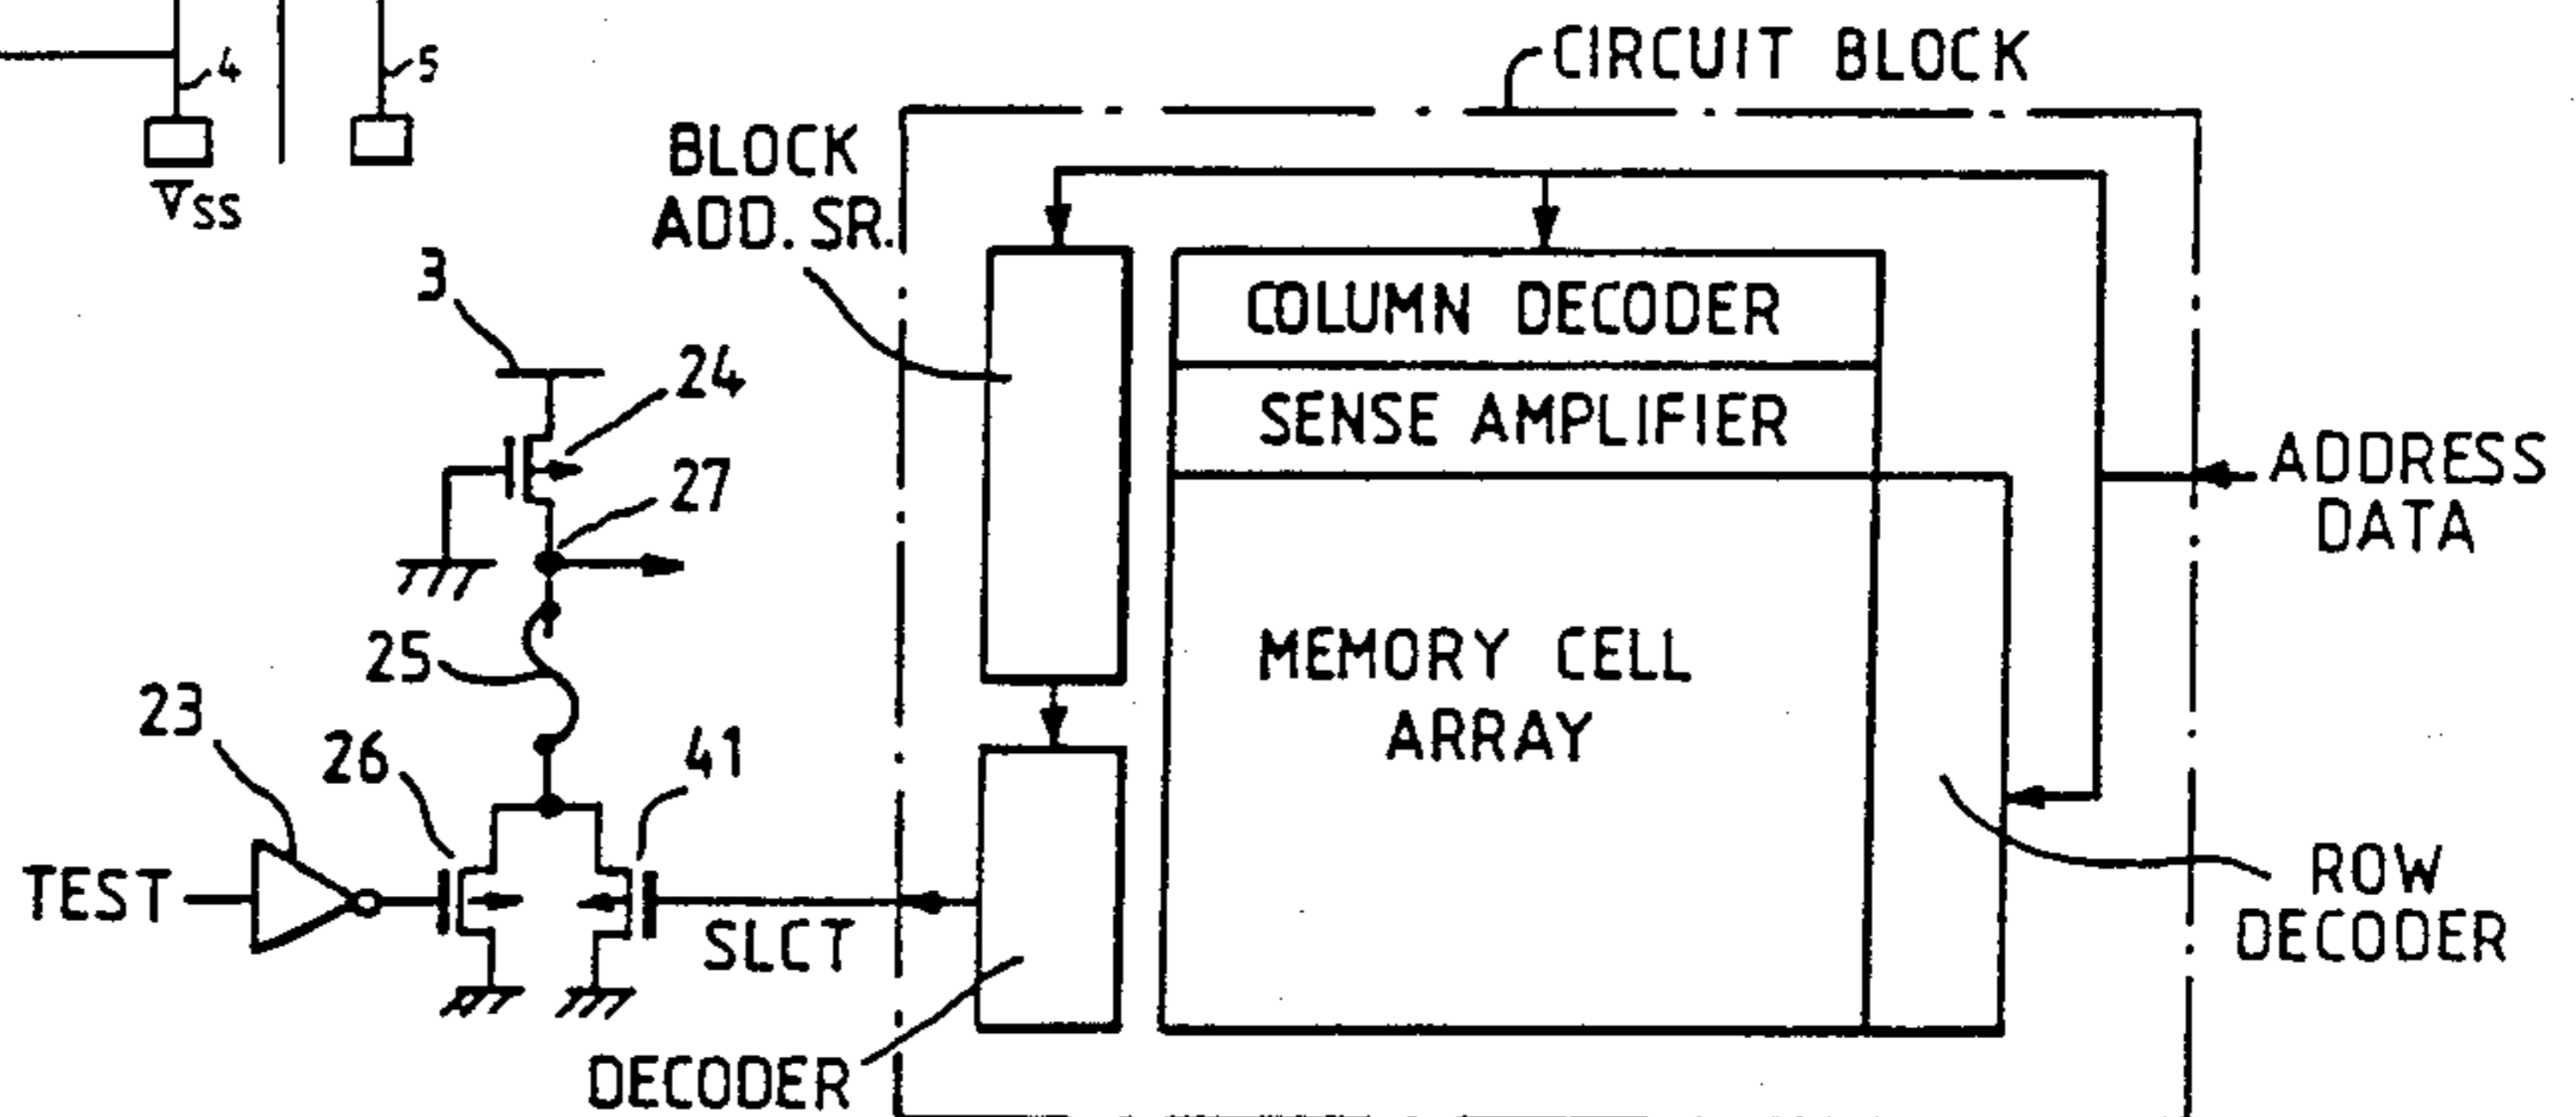 4
5
VSS
CIRCUIT BLOCK
BLOCK
ADD. SR.
3
24
27
25
23
26
41
TEST
SLCT
DECODER
COLUMN DECODER
SENSE AMPLIFIER
MEMORY CELL
ARRAY
ADDRESS
DATA
ROW
DECODER